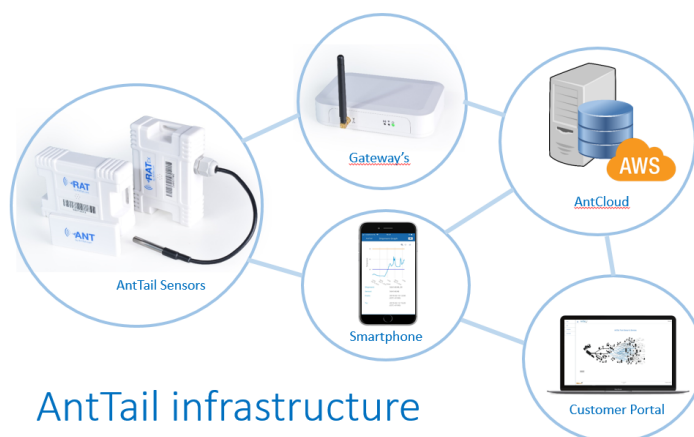 Gateway's
AWS
AntCloud
RAT
RAT
ANT
AntTail Sensors
Smartphone
Customer Portal
AntTail infrastructure